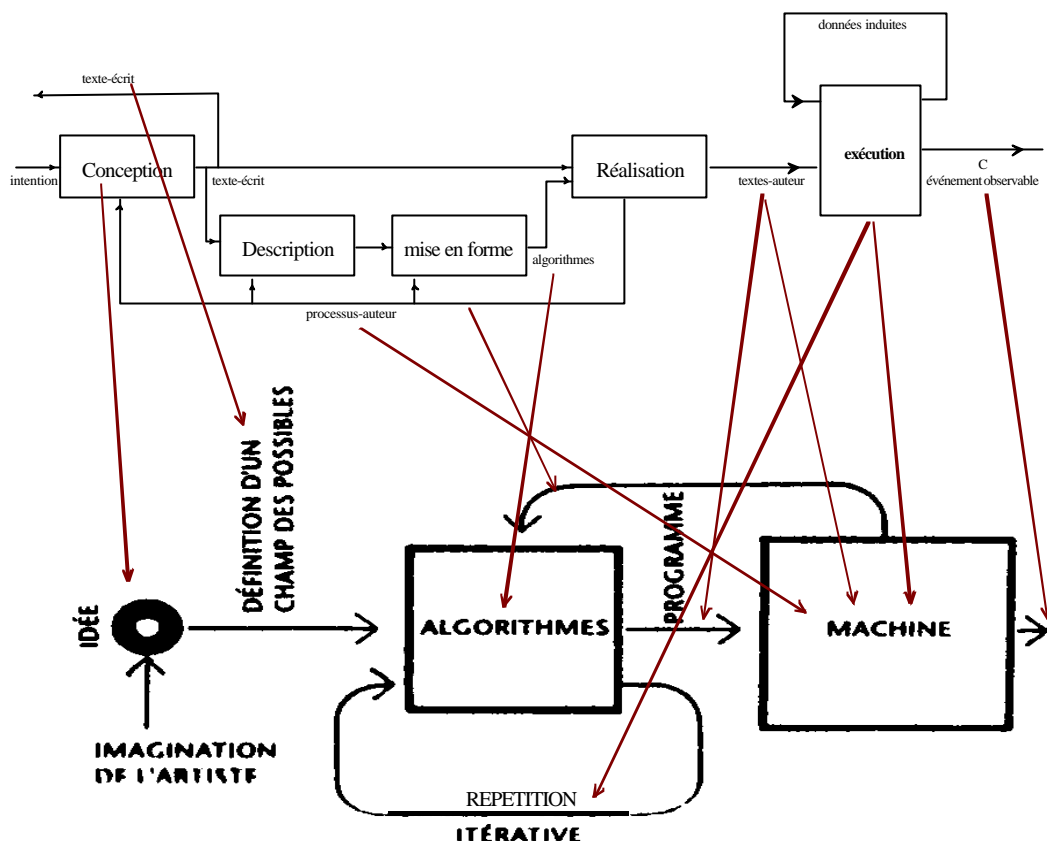 données induites
texte-écrit
Conception
Réalisation
exécution
intention
texte-écrit
textes-auteur
C
événement observable
Description
mise en forme
algorithmes
processus-auteur
DÉFINITION D'UN
CHAMP DES POSSIBLES
PROGRAMME
IDÉE
ALGORITHMES
MACHINE
IMAGINATION
DE L'ARTISTE
REPETITION
ITÉRATIVE